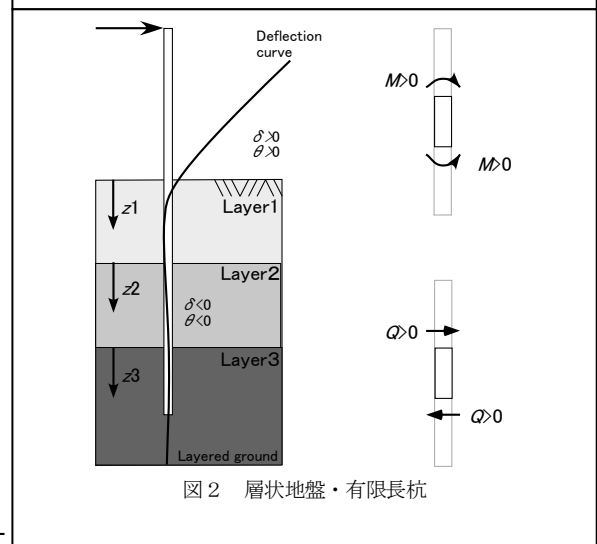 Deflection
curve
δ>0
θ>0
z1
Layer1
z2
Layer2
δ<0
θ<0
z3
Layer3
Layered ground
M>0
M>0
Q>0
Q>0
図2 層状地盤・有限長杭